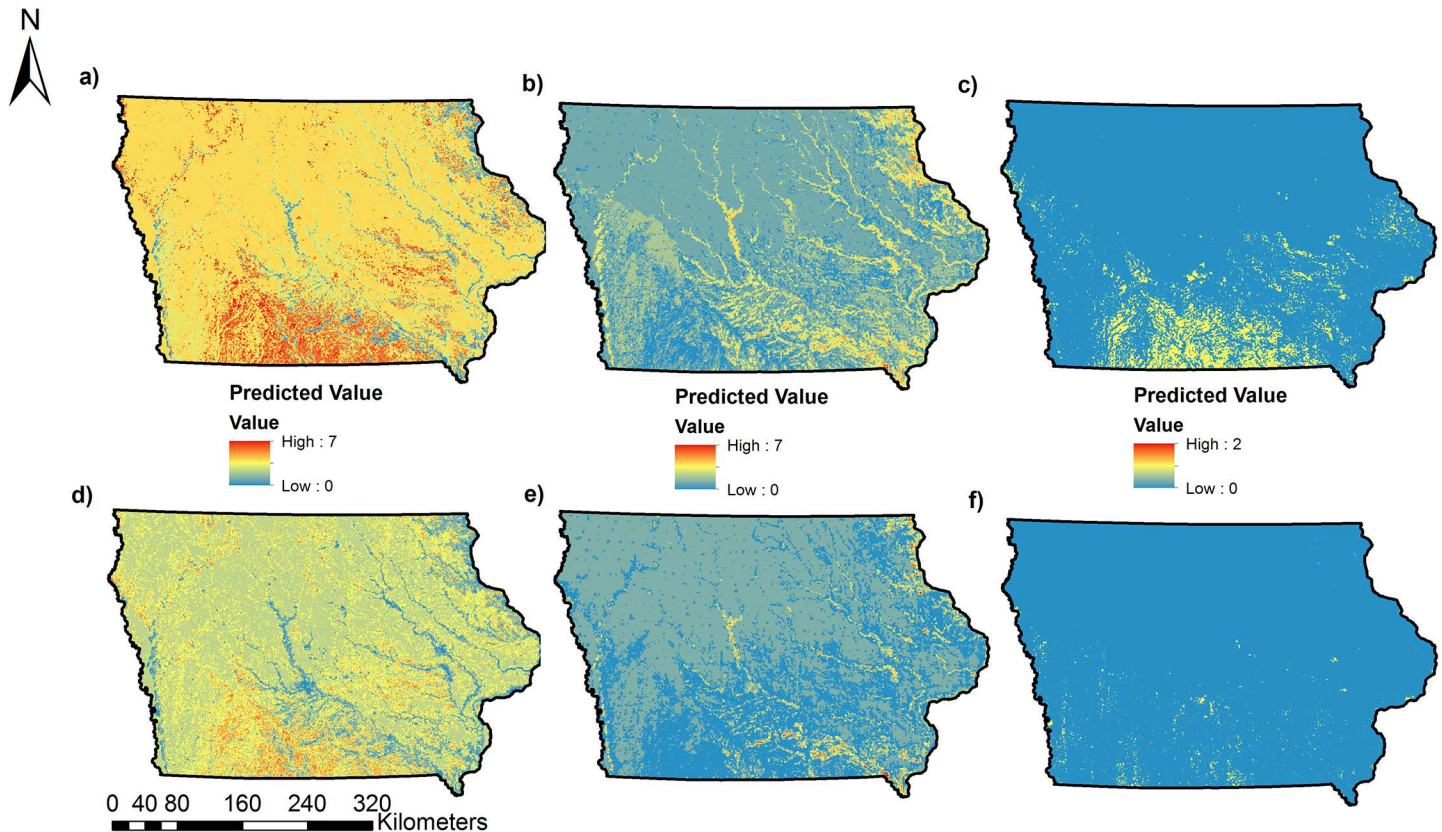 N
a)
b)
c)
Predicted Value
Value
High : 7
Low : 0
Predicted Value
Value
High : 7
Low : 0
Predicted Value
Value
High : 2
Low : 0
d)
e)
f)
0 40 80 160 240 320
Kilometers